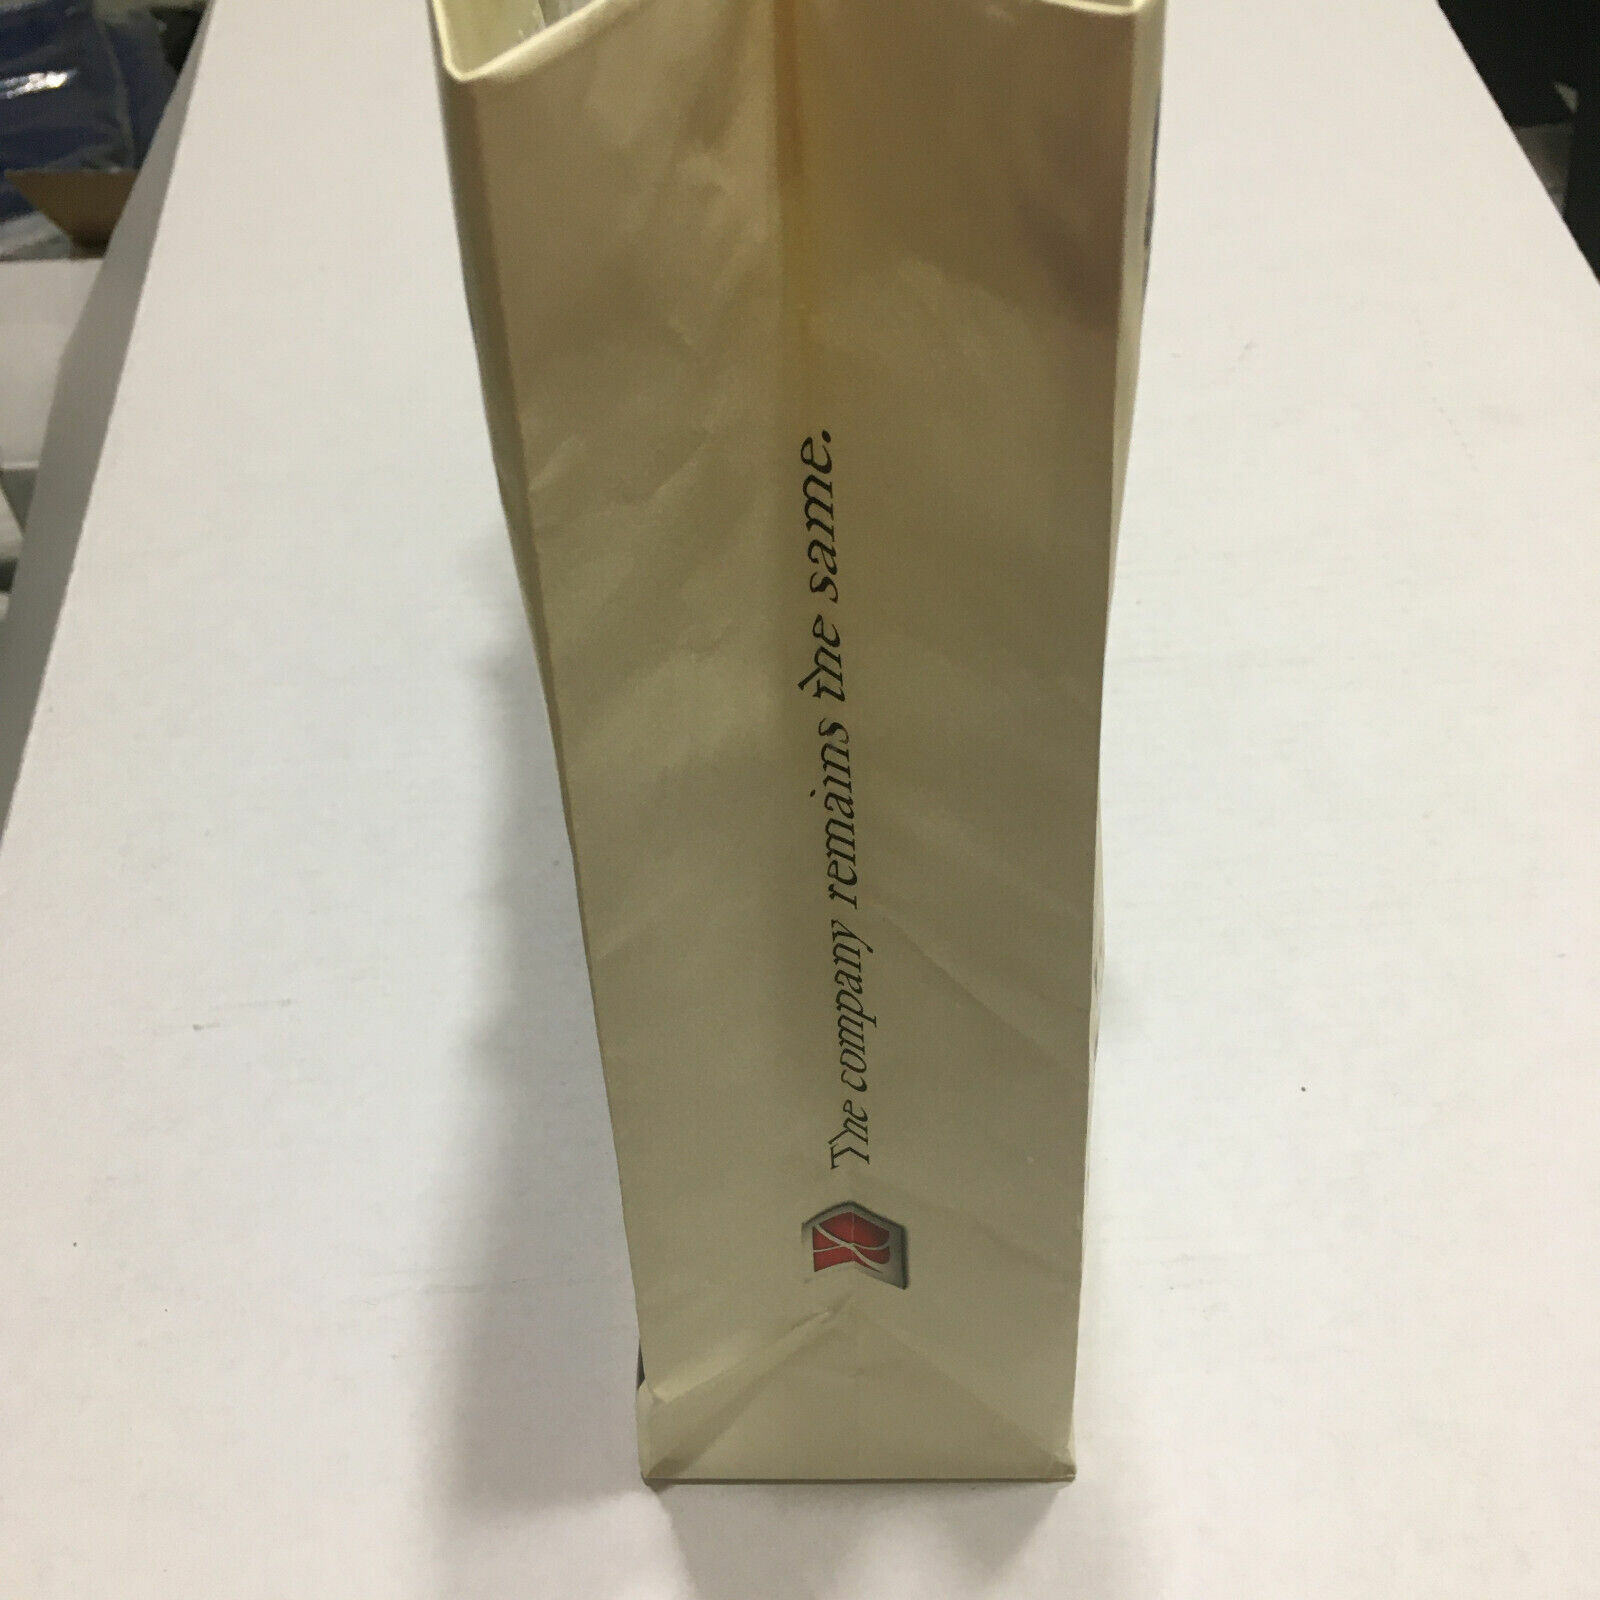 The company remains the same.